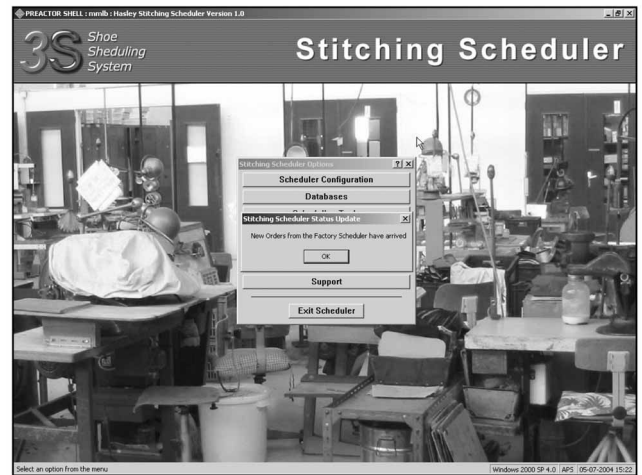 PREACTOR SHELL : mmlb : Hasley Stitching Scheduler Version 1.0
3S
Shoe
Sheduling
System
Stitching Scheduler
Stitching Scheduler Options
Scheduler Configuration
Databases
Stitching Scheduler Status Update
New Orders from the Factory Scheduler have arrived
OK
Support
Exit Scheduler
Select an option from the menu
Windows 2000 SP 4.0 APS 05-07-2004 15:22